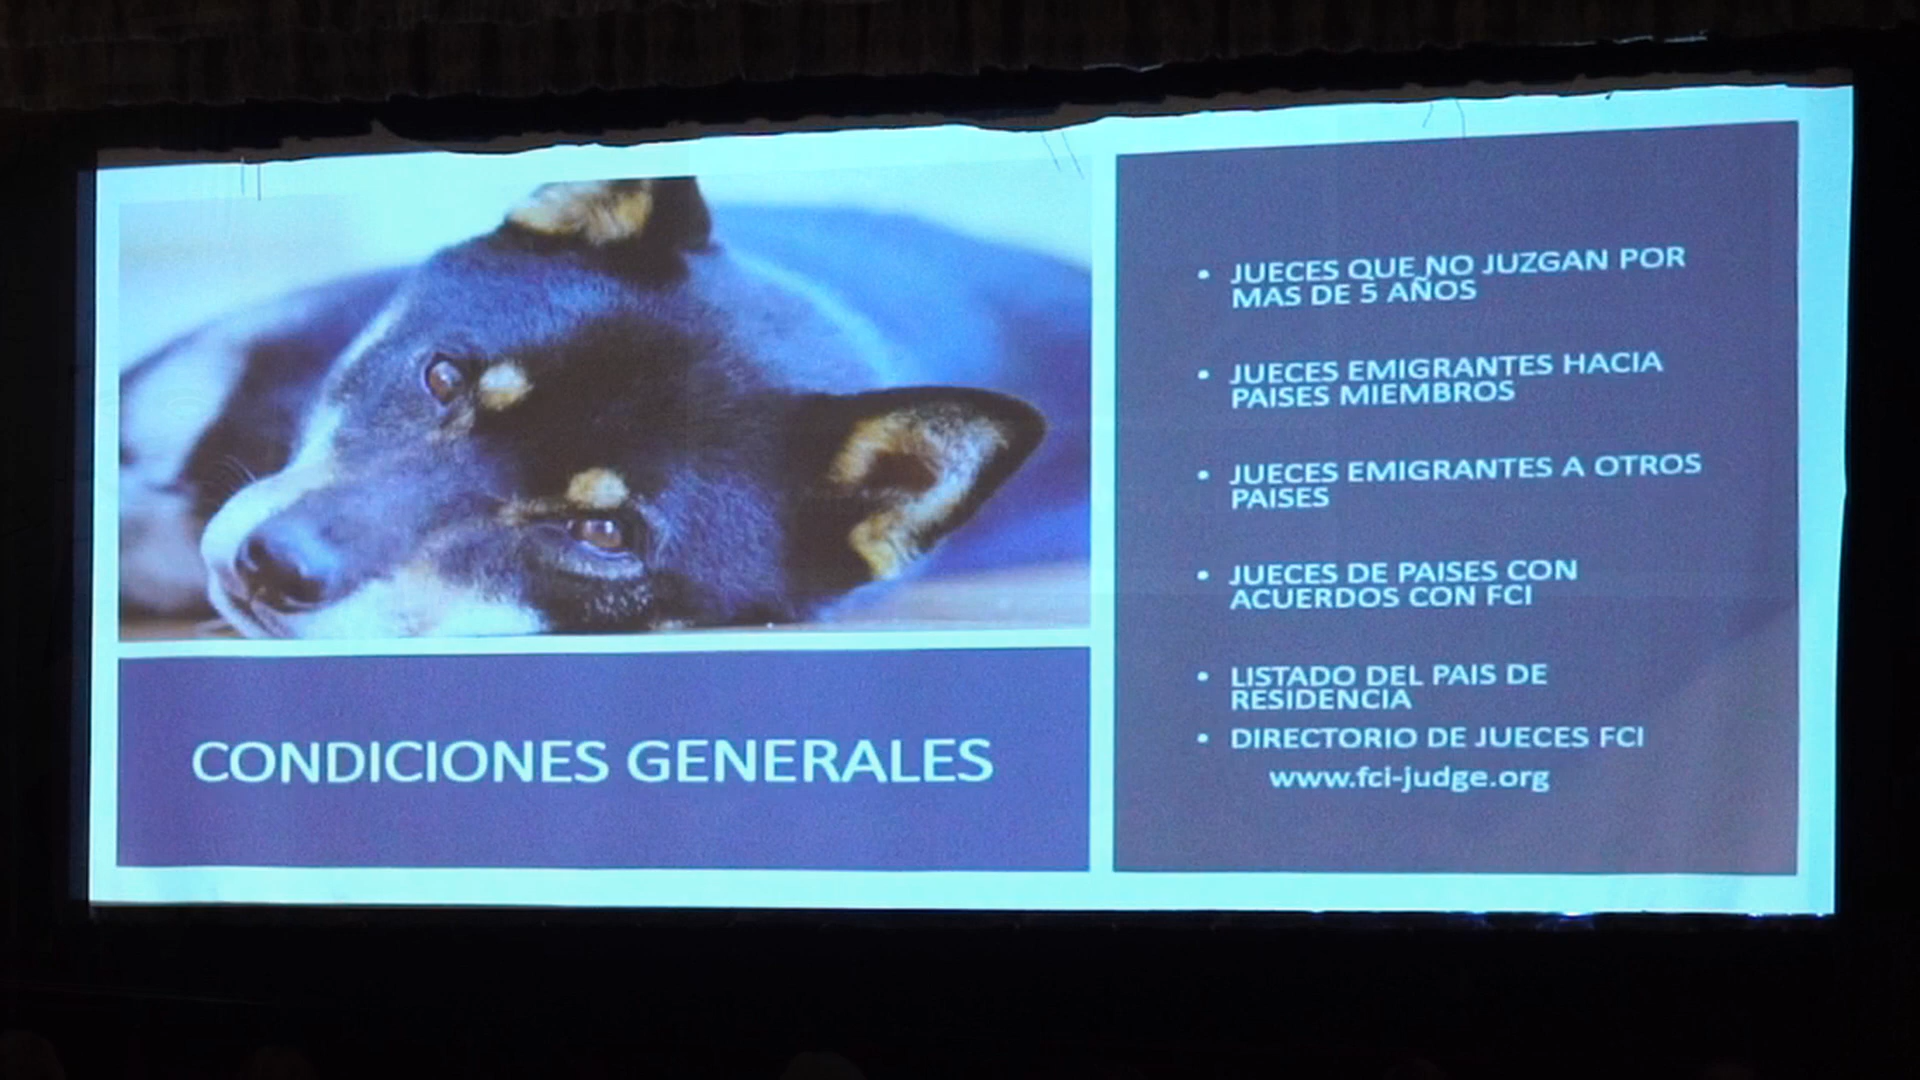 CONDICIONES GENERALES
• JUECES QUE NO JUZGAN POR
MAS DE 5 AÑOS
• JUECES EMIGRANTES HACIA
PAISES MIEMBROS
• JUECES EMIGRANTES A OTROS
PAISES
• JUECES DE PAISES CON
ACUERDOS CON FCI
• LISTADO DEL PAIS DE
RESIDENCIA
• DIRECTORIO DE JUECES FCI
www.fci-judge.org